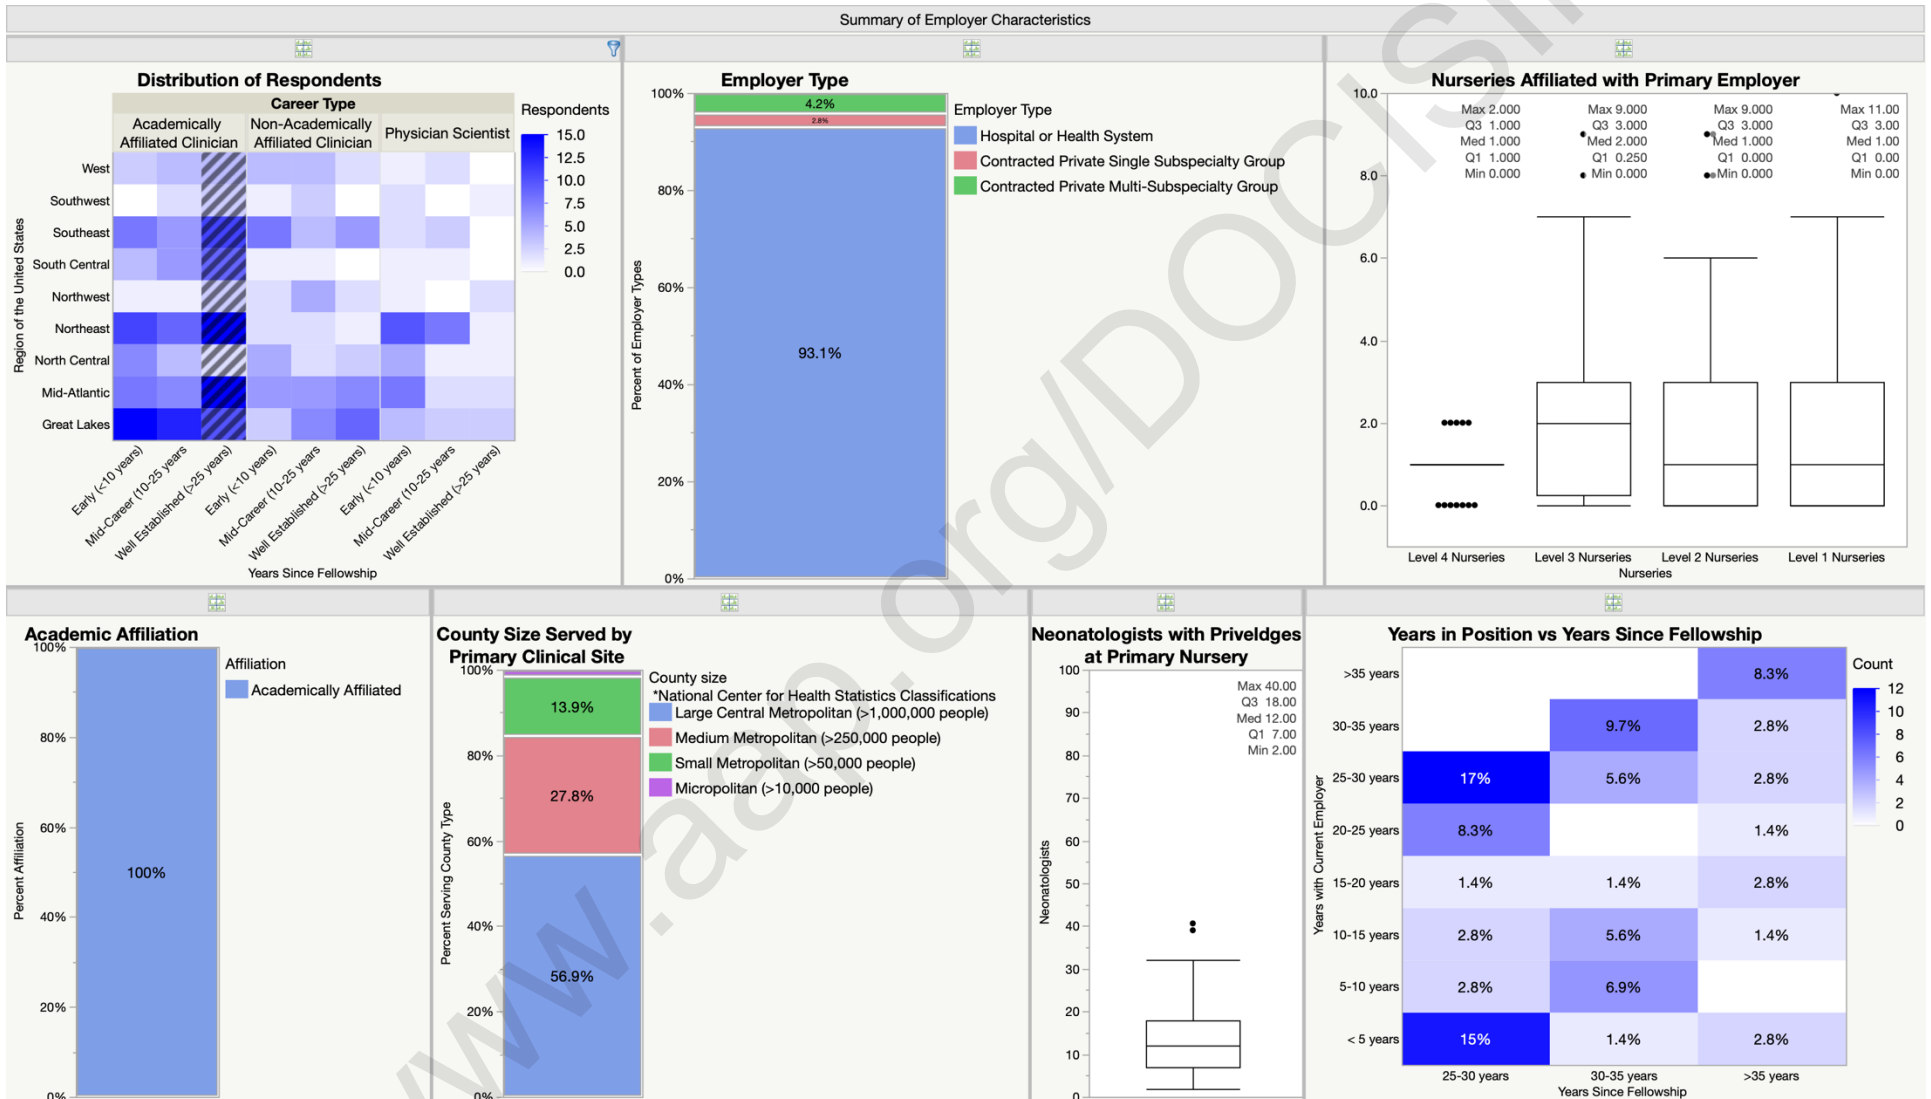 Summary of Employer Characteristics
Distribution of Respondents
Career Type
Academically
Affiliated Clinician
Non-Academically
Affiliated Clinician
Physician Scientist
Respondents
15.0
12.5
10.0
7.5
5.0
2.5
0.0
Region of the United States
West
Southwest
Southeast
South Central
Northwest
Northeast
North Central
Mid-Atlantic
Great Lakes
Early (<10 years)
Mid-Career (10-25 years
Well Established (>25 years)
Early (<10 years)
Mid-Career (10-25 years
Well Established (>25 years)
Early (<10 years)
Mid-Career (10-25 years
Well Established (>25 years)
Years Since Fellowship
Employer Type
Percent of Employer Types
100%
80%
60%
40%
20%
0%
4.2%
2.8%
93.1%
Employer Type
Hospital or Health System
Contracted Private Single Subspecialty Group
Contracted Private Multi-Subspecialty Group
Nurseries Affiliated with Primary Employer
10.0
8.0
6.0
4.0
2.0
0.0
Max 2.000
Q3 1.000
Med 1.000
Q1 1.000
Min 0.000
Max 9.000
Q3 3.000
Med 2.000
Q1 0.250
Min 0.000
Max 9.000
Q3 3.000
Med 1.000
Q1 0.000
Min 0.000
Max 11.00
Q3 3.00
Med 1.00
Q1 0.00
Min 0.00
Level 4 Nurseries
Level 3 Nurseries
Level 2 Nurseries
Level 1 Nurseries
Nurseries
Academic Affiliation
Percent Affiliation
100%
80%
60%
40%
20%
0%
100%
Affiliation
Academically Affiliated
County Size Served by
Primary Clinical Site
Percent Serving County Type
100%
80%
60%
40%
20%
0%
13.9%
27.8%
56.9%
County size
*National Center for Health Statistics Classifications
Large Central Metropolitan (>1,000,000 people)
Medium Metropolitan (>250,000 people)
Small Metropolitan (>50,000 people)
Micropolitan (>10,000 people)
Neonatologists with Priveldges
at Primary Nursery
Neonatologists
100
90
80
70
60
50
40
30
20
10
0
Max 40.00
Q3 18.00
Med 12.00
Q1 7.00
Min 2.00
Years in Position vs Years Since Fellowship
Years with Current Employer
>35 years
8.3%
30-35 years
9.7%
2.8%
25-30 years
17%
5.6%
2.8%
20-25 years
8.3%
1.4%
15-20 years
1.4%
1.4%
2.8%
10-15 years
2.8%
5.6%
1.4%
5-10 years
2.8%
6.9%
< 5 years
15%
1.4%
2.8%
25-30 years
30-35 years
>35 years
Years Since Fellowship
Count
12
10
8
6
4
2
0